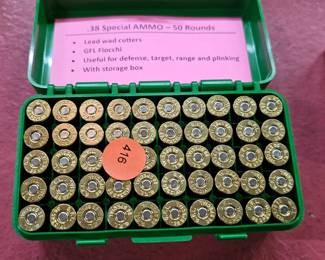 .38 Special AMMO – 50 Rounds
• Lead wad cutters
• GFL Fiocchi
• Useful for defense, target, range and plinking
• With storage box
416